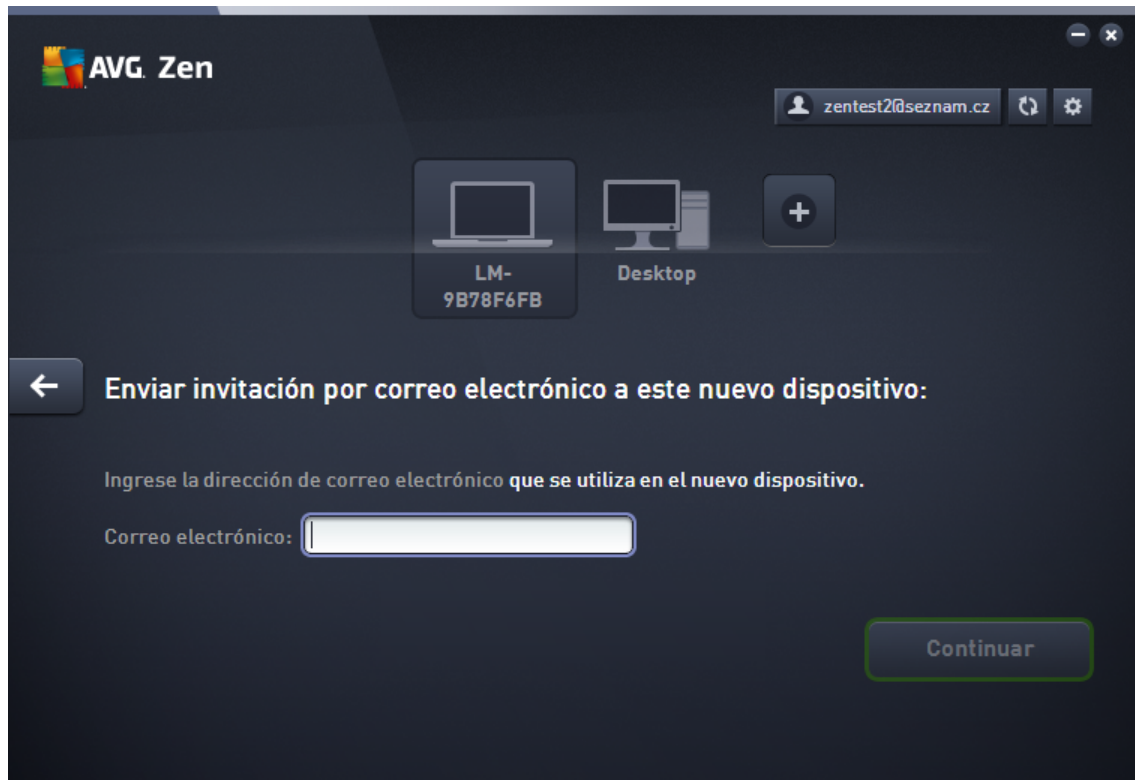 AVG. Zen
zentest2@seznam.cz
LM-
9B78F6FB
Desktop
Enviar invitación por correo electrónico a este nuevo dispositivo:
Ingrese la dirección de correo electrónico que se utiliza en el nuevo dispositivo.
Correo electrónico:
Continuar